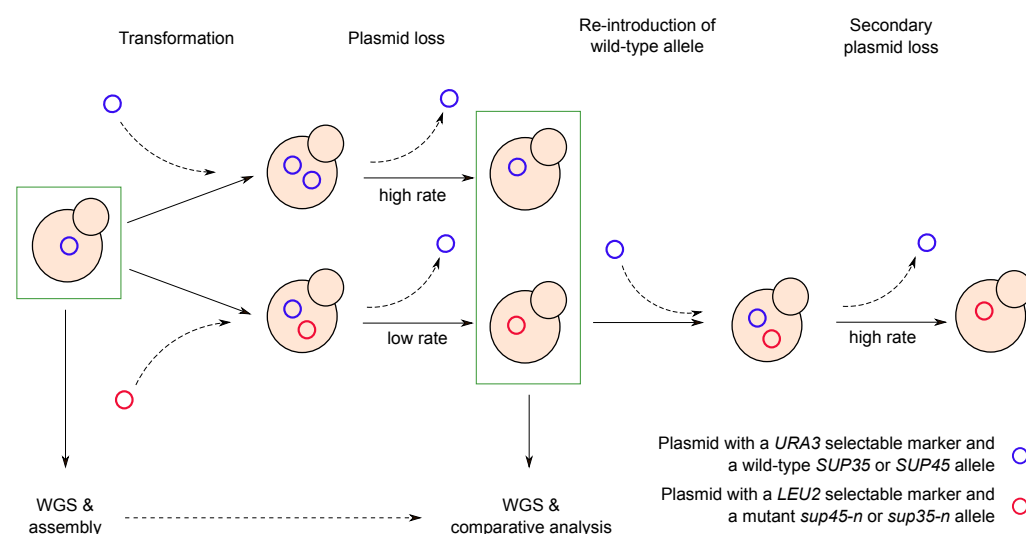 Transformation
Plasmid loss
Re-introduction of
wild-type allele
Secondary
plasmid loss
high rate
low rate
high rate
Plasmid with a URA3 selectable marker and
a wild-type SUP35 or SUP45 allele
Plasmid with a LEU2 selectable marker and
a mutant sup45-n or sup35-n allele
WGS &
assembly
WGS &
comparative analysis